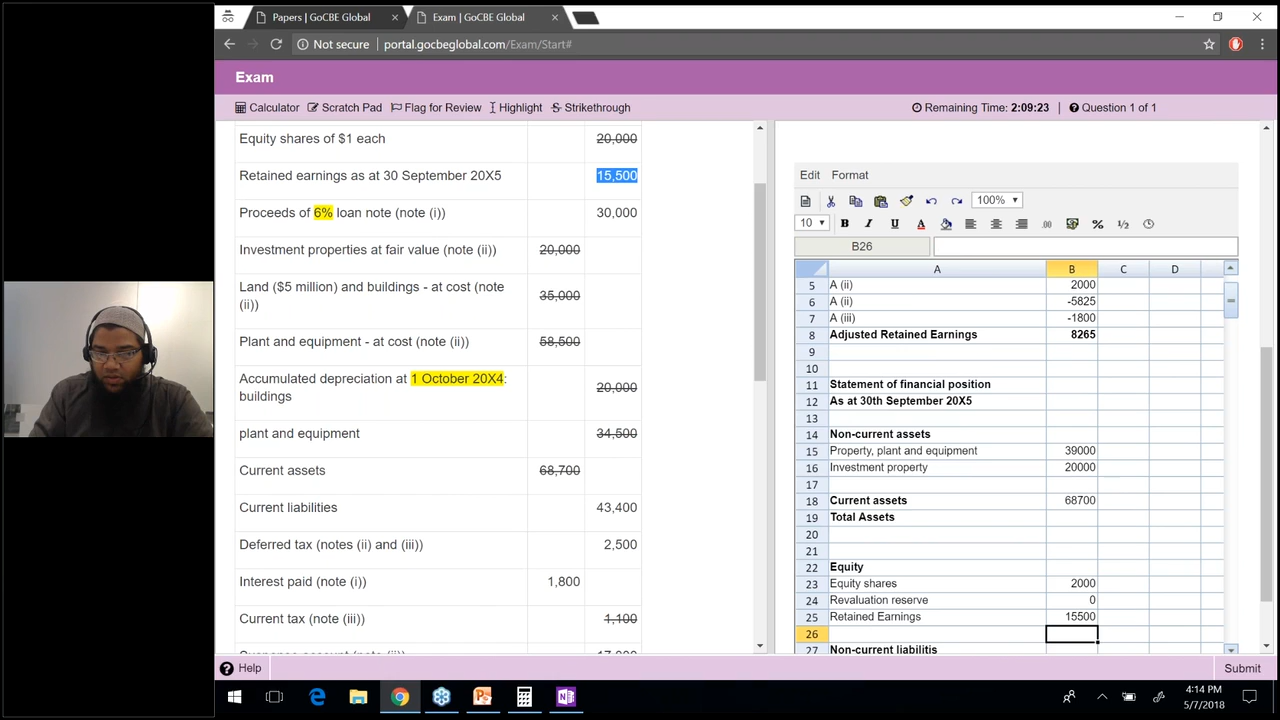 Papers | GoCBE Global
Exam | GoCBE Global
Not secure
portal.gocbeglobal.com/Exam/Start#
Exam
Calculator Scratch Pad Flag for Review Highlight Strikethrough
Remaining Time: 2:09:23 Question 1 of 1
Equity shares of $1 each 20,000
Retained earnings as at 30 September 20X5 15,500
Proceeds of 6% loan note (note (i)) 30,000
Investment properties at fair value (note (ii)) 20,000
Land ($5 million) and buildings - at cost (note
(ii)) 35,000
Plant and equipment - at cost (note (ii)) 58,500
Accumulated depreciation at 1 October 20X4:
buildings 20,000
plant and equipment 34,500
Current assets 68,700
Current liabilities 43,400
Deferred tax (notes (ii) and (iii)) 2,500
Interest paid (note (i)) 1,800
Current tax (note (iii)) 1,100
Edit Format
100%
10 B I U A .00 % 1/2
B26
A B C D
5 A (ii) 2000
6 A (ii) -5825
7 A (iii) -1800
8 Adjusted Retained Earnings 8265
9
10
11 Statement of financial position
12 As at 30th September 20X5
13
14 Non-current assets
15 Property, plant and equipment 39000
16 Investment property 20000
17
18 Current assets 68700
19 Total Assets
20
21
22 Equity
23 Equity shares 2000
24 Revaluation reserve 0
25 Retained Earnings 15500
26
27 Non-current liabilitis
Help
Submit
4:14 PM
5/7/2018